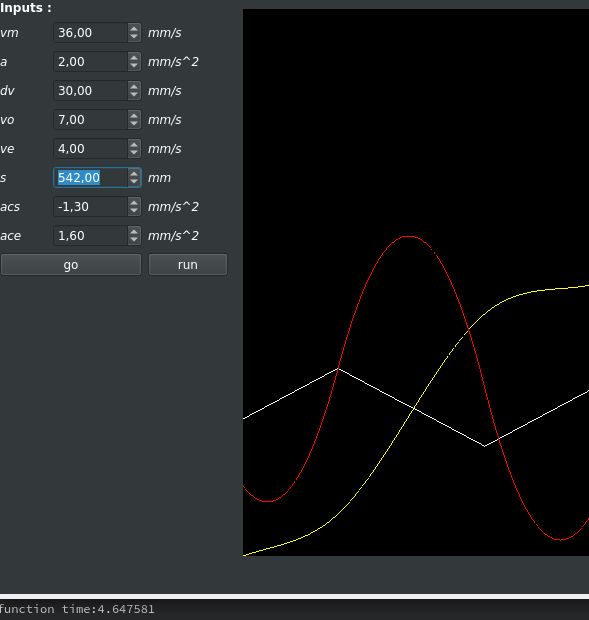 Inputs :
vm 36,00 mm/s
a 2,00 mm/s^2
dv 30,00 mm/s
vo 7,00 mm/s
ve 4,00 mm/s
s 542,00 mm
acs -1,30 mm/s^2
ace 1,60 mm/s^2
go run
function time:4.647581